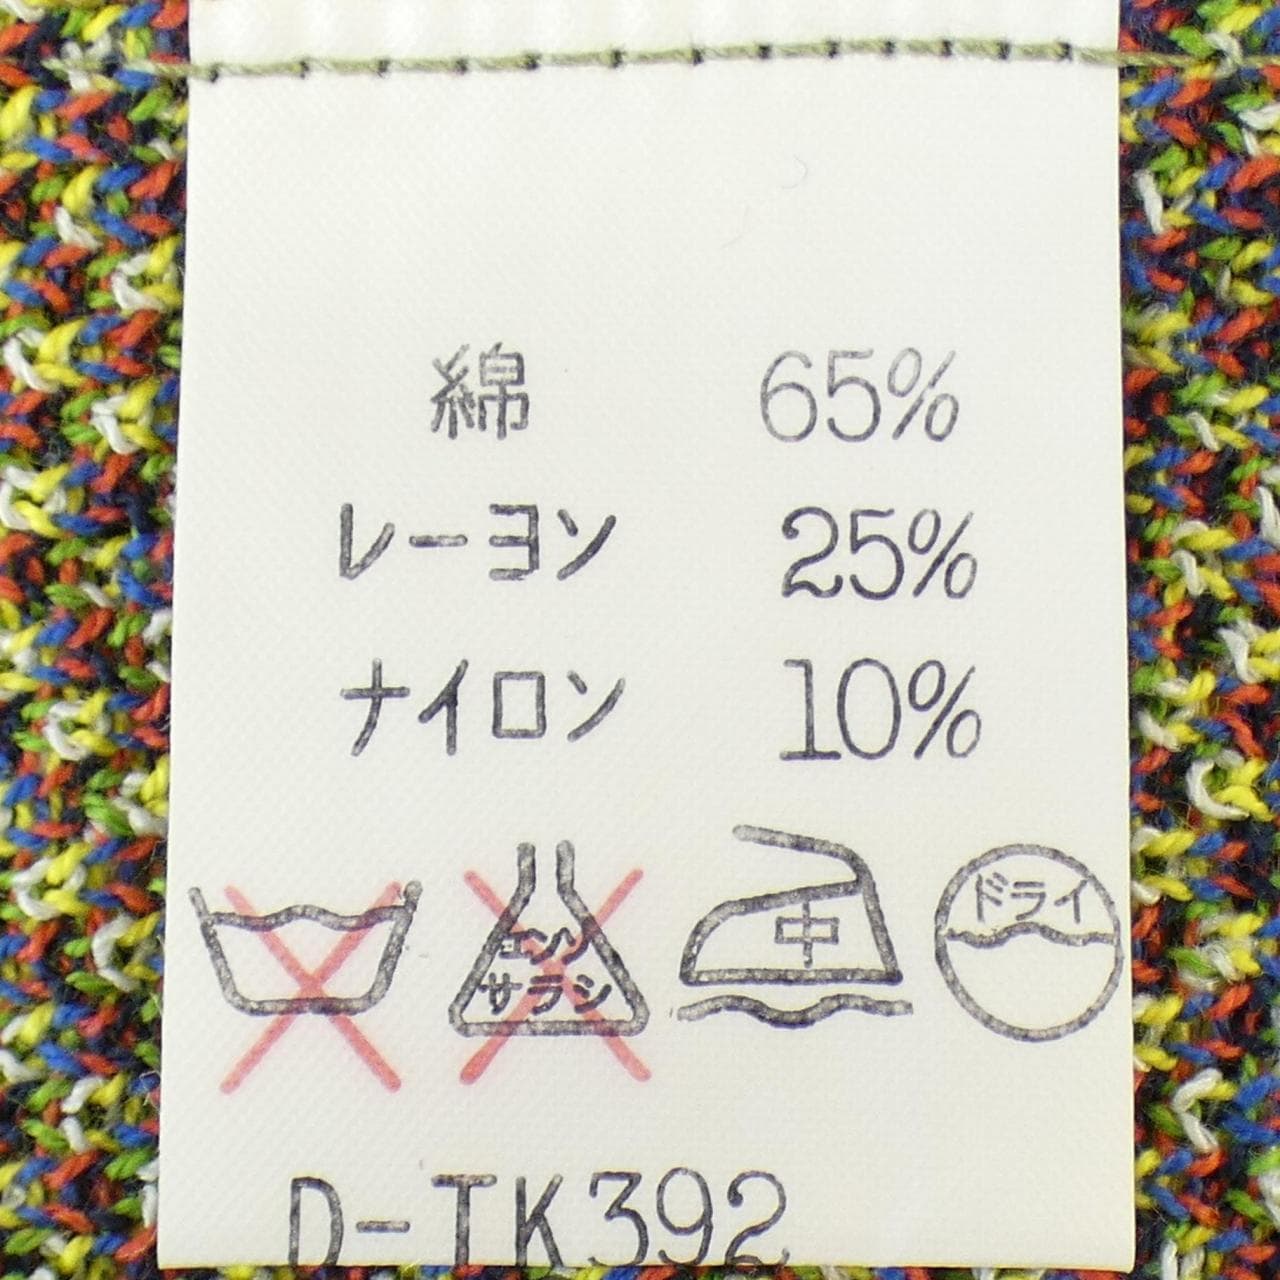 綿 65%
レーヨン 25%
ナイロン 10%
エンソ
サラシ
中
ドライ
D-TK392